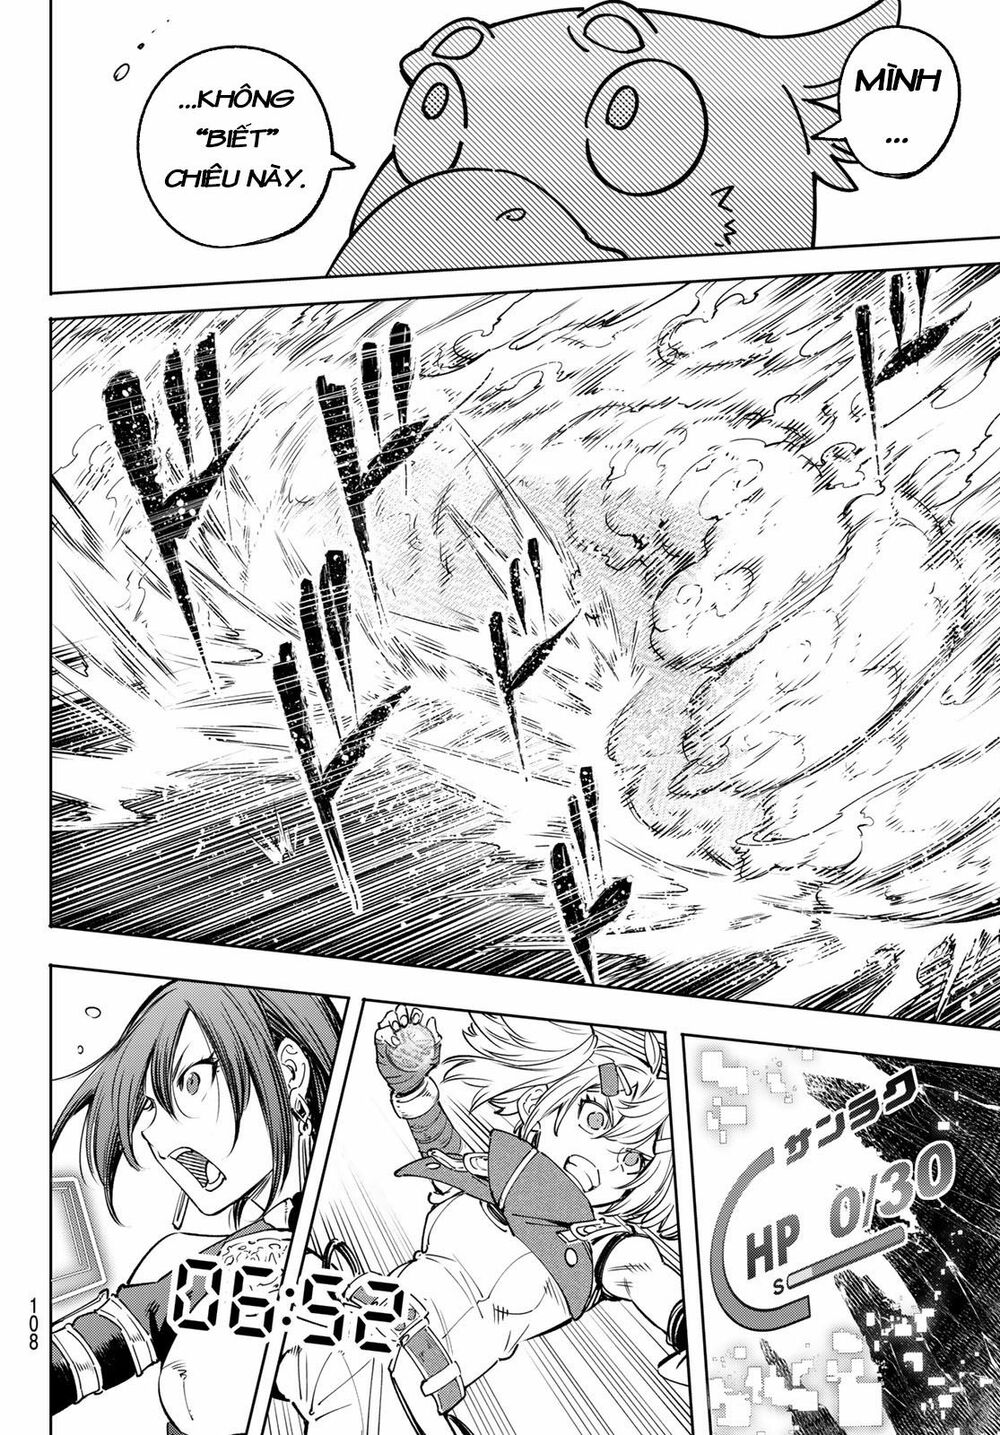 MÌNH
...
...KHÔNG
“BIẾT”
CHIÊU NÀY.
サンラク
HP 0/30
S
06:52
108